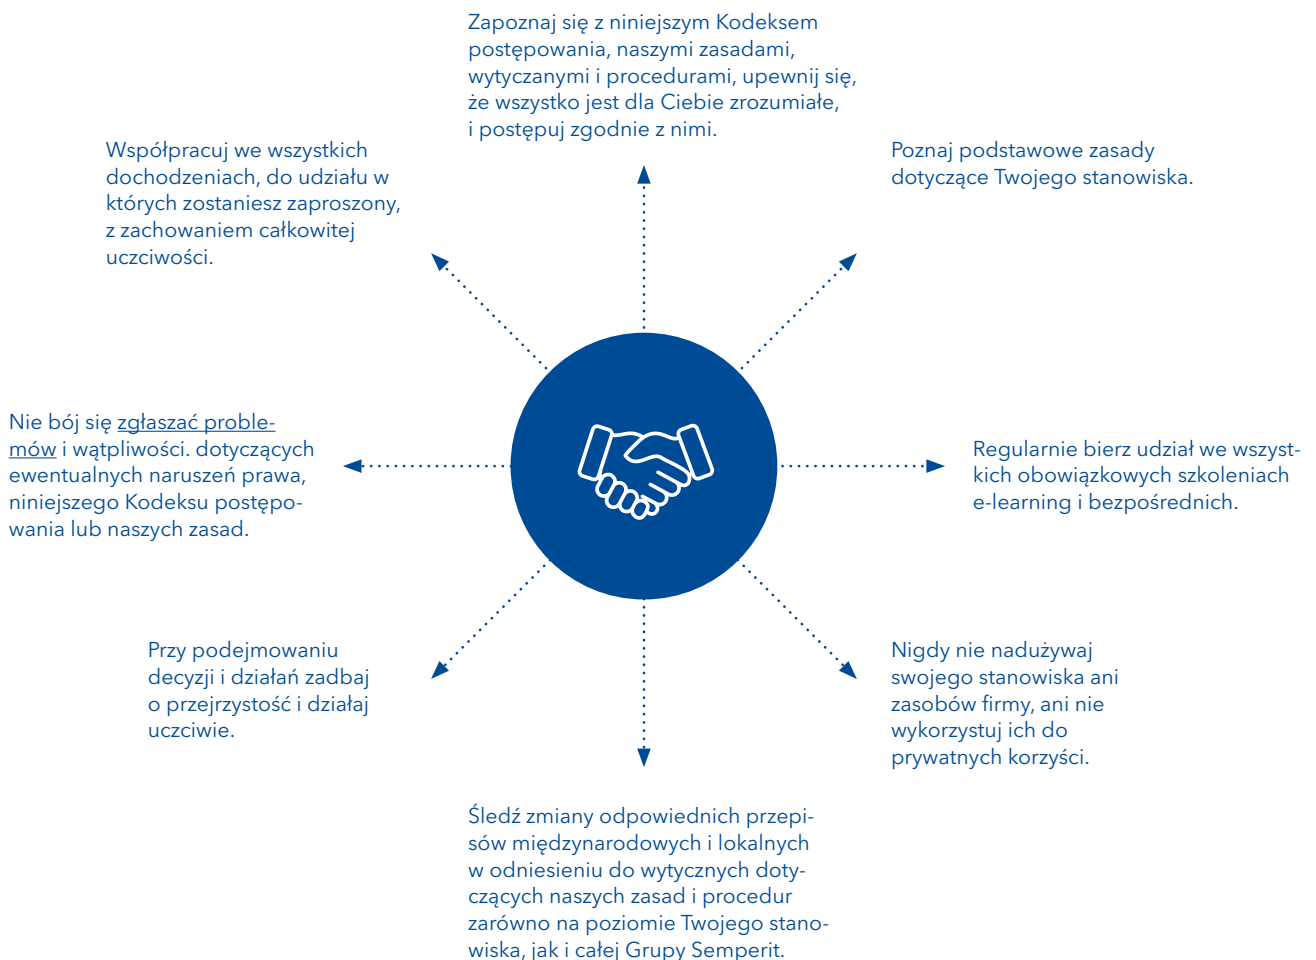 Zapoznaj się z niniejszym Kodeksem
postępowania, naszymi zasadami,
wytyczanymi i procedurami, upewnij się,
że wszystko jest dla Ciebie zrozumiałe,
i postępuj zgodnie z nimi.
Poznaj podstawowe zasady
dotyczące Twojego stanowiska.
Regularnie bierz udział we wszyst-
kich obowiązkowych szkoleniach
e-learning i bezpośrednich.
Nigdy nie nadużywaj
swojego stanowiska ani
zasobów firmy, ani nie
wykorzystuj ich do
prywatnych korzyści.
Śledź zmiany odpowiednich przepi-
sów międzynarodowych i lokalnych
w odniesieniu do wytycznych doty-
czących naszych zasad i procedur
zarówno na poziomie Twojego stano-
wiska, jak i całej Grupy Semperit.
Przy podejmowaniu
decyzji i działań zadbaj
o przejrzystość i działaj
uczciwie.
Nie bój się zgłaszać proble-
mów i wątpliwości. dotyczących
ewentualnych naruszeń prawa,
niniejszego Kodeksu postępo-
wania lub naszych zasad.
Współpracuj we wszystkich
dochodzeniach, do udziału w
których zostaniesz zaproszony,
z zachowaniem całkowitej
uczciwości.